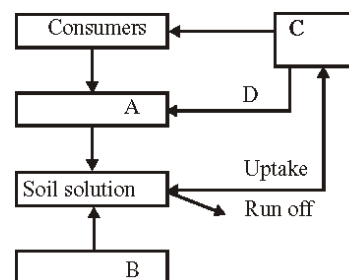 Consumers
C
D
A
Uptake
Soil solution
Run off
B